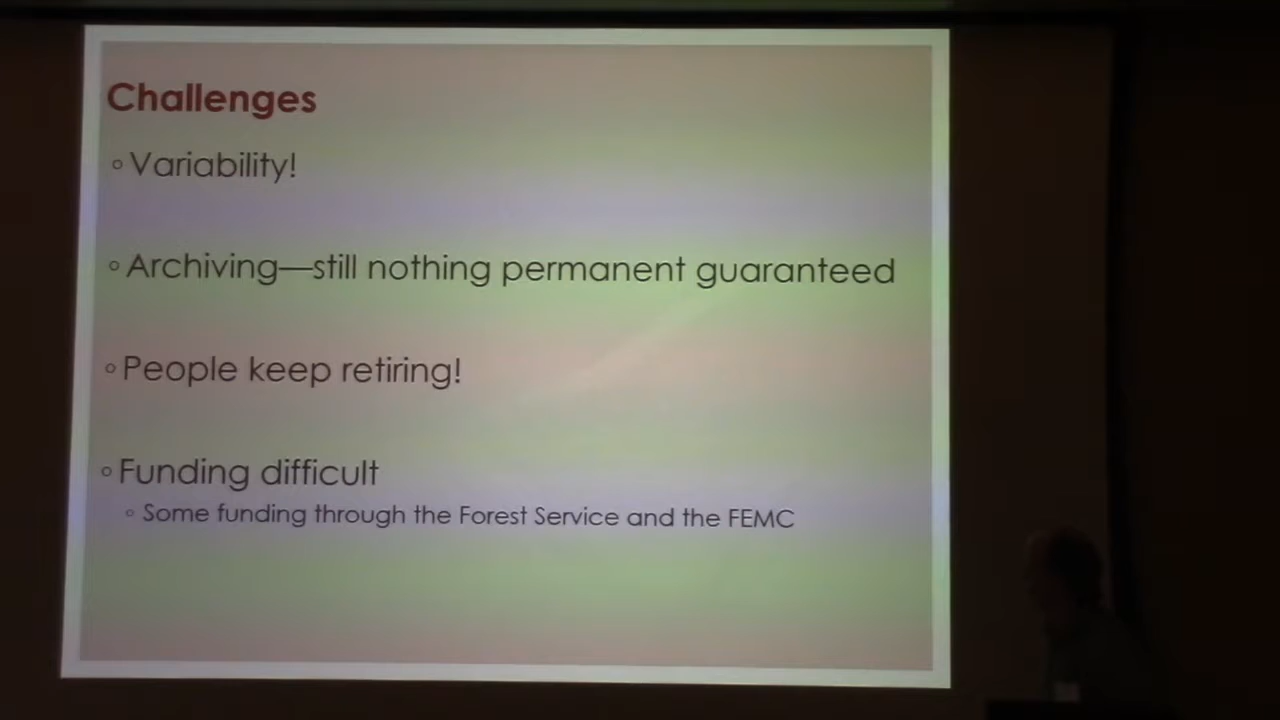 Challenges
◦ Variability!
◦ Archiving—still nothing permanent guaranteed
◦ People keep retiring!
◦ Funding difficult
◦ Some funding through the Forest Service and the FEMC